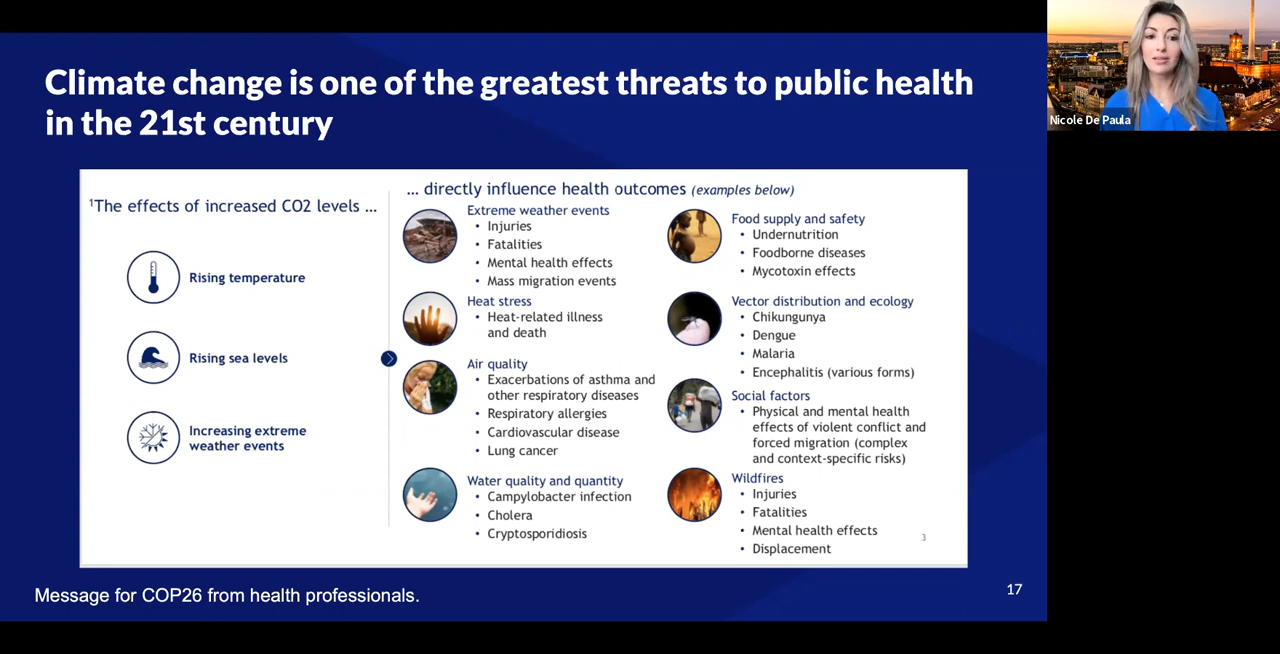 Climate change is one of the greatest threats to public health
in the 21st century
Nicole De Paula
¹The effects of increased CO2 levels ...
Rising temperature
Rising sea levels
Increasing extreme
weather events
... directly influence health outcomes (examples below)
Extreme weather events
• Injuries
• Fatalities
• Mental health effects
• Mass migration events
Heat stress
• Heat-related illness
and death
Air quality
• Exacerbations of asthma and
other respiratory diseases
• Respiratory allergies
• Cardiovascular disease
• Lung cancer
Water quality and quantity
• Campylobacter infection
• Cholera
• Cryptosporidiosis
Food supply and safety
• Undernutrition
• Foodborne diseases
• Mycotoxin effects
Vector distribution and ecology
• Chikungunya
• Dengue
• Malaria
• Encephalitis (various forms)
Social factors
• Physical and mental health
effects of violent conflict and
forced migration (complex
and context-specific risks)
Wildfires
• Injuries
• Fatalities
• Mental health effects
• Displacement
3
Message for COP26 from health professionals.
17